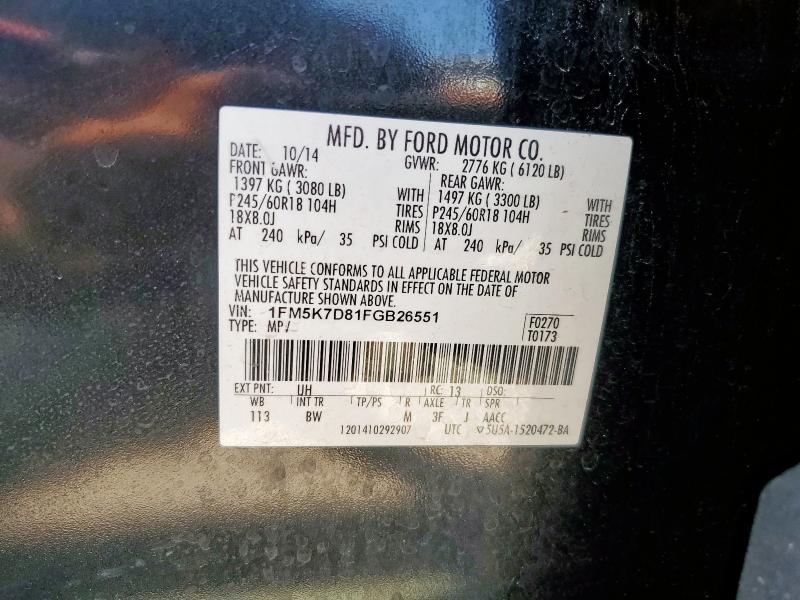 MFD. BY FORD MOTOR CO.
DATE: 10/14 GVWR: 2776 KG ( 6120 LB)
FRONT GAWR: REAR GAWR:
1397 KG ( 3080 LB) WITH 1497 KG ( 3300 LB) WITH
P245/60R18 104H TIRES P245/60R18 104H TIRES
18X8.0J RIMS 18X8.0J RIMS
AT 240 kPa/ 35 PSI COLD AT 240 kPa/ 35 PSI COLD
THIS VEHICLE CONFORMS TO ALL APPLICABLE FEDERAL MOTOR
VEHICLE SAFETY STANDARDS IN EFFECT ON THE DATE OF
MANUFACTURE SHOWN ABOVE.
VIN: 1FM5K7D81FGB26551 F0270
TYPE: MP/ T0173
EXT PNT: UH RC: 13 DSO:
WB INT TR TP/PS R AXLE TR SPR
113 BW M 3F J AACC
1201410292907 UTC 5U5A-1520472-BA